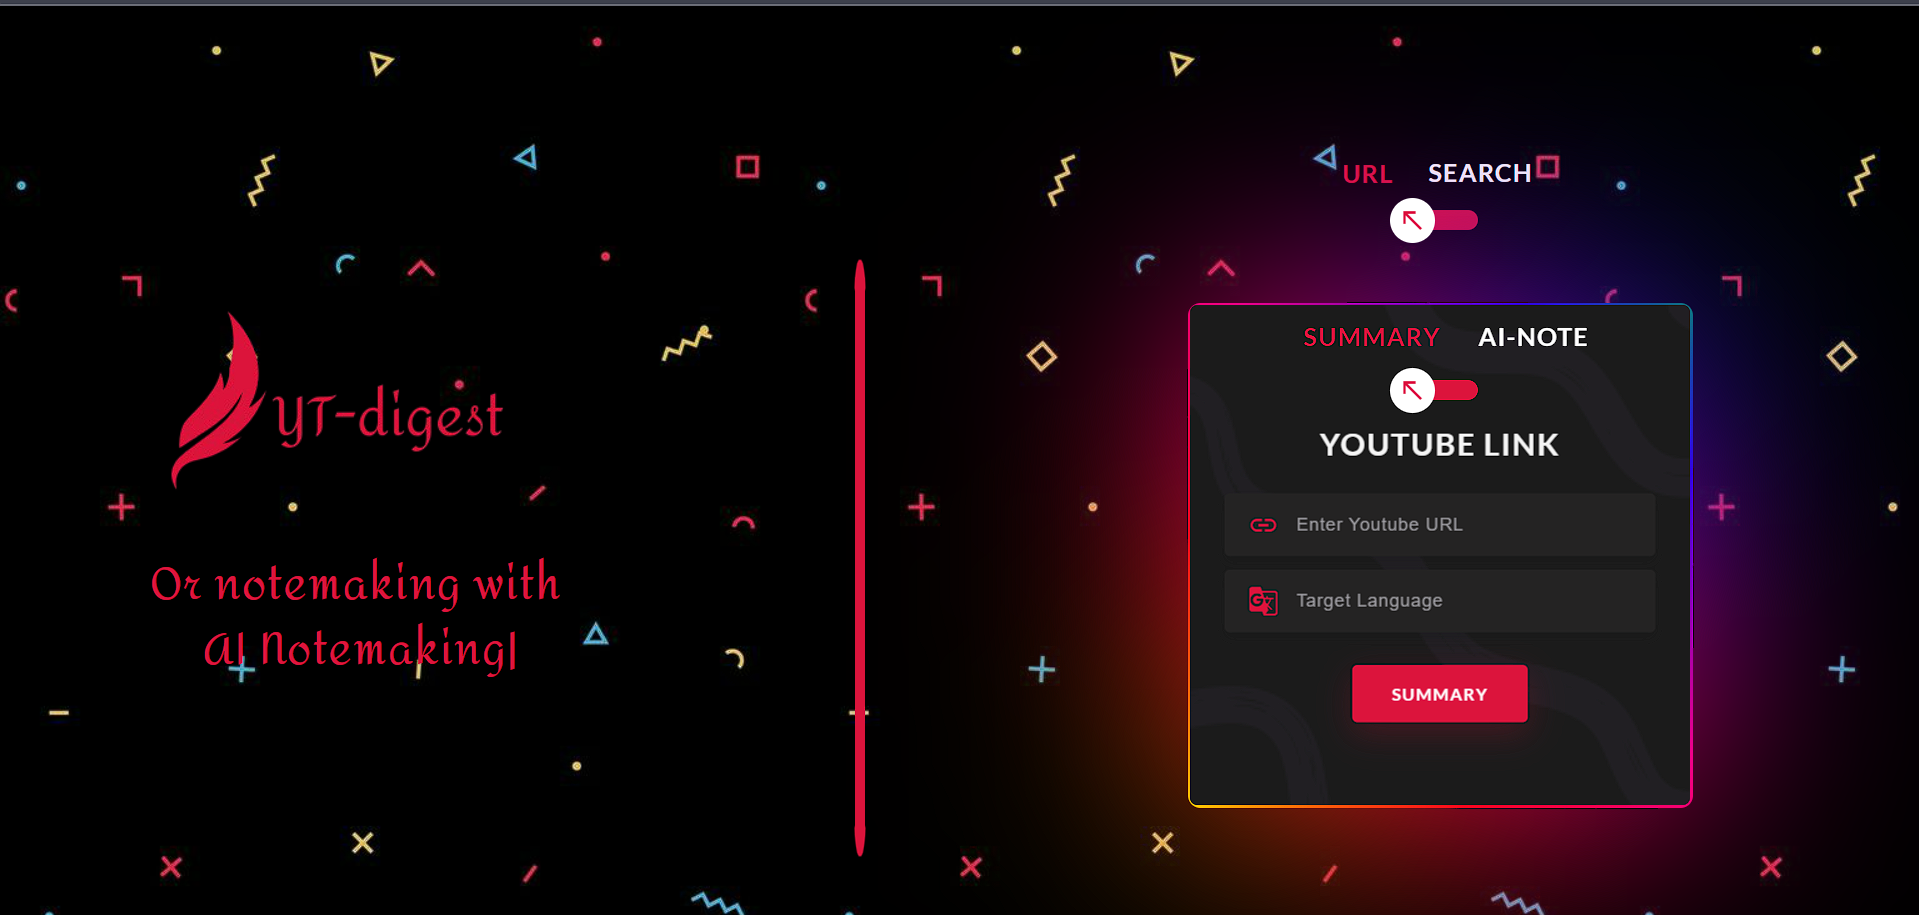 YT-digest
Or notemaking with
AI Notemaking|
URL SEARCH
SUMMARY AI-NOTE
YOUTUBE LINK
Enter Youtube URL
Target Language
SUMMARY